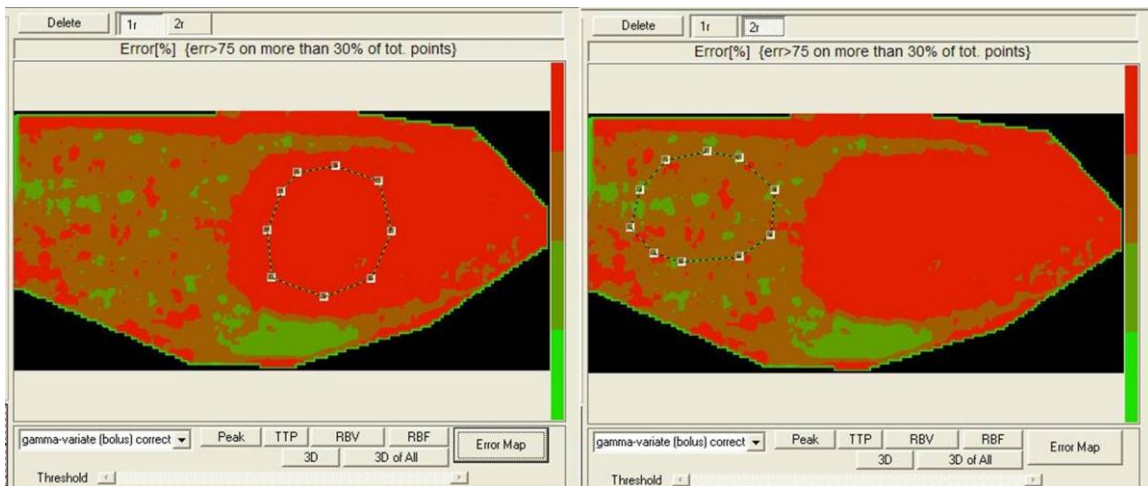 Delete 1r 2r
Error[%] {err>75 on more than 30% of tot. points}
gamma-variate (bolus) correct Peak TTP RBV RBF Error Map
3D 3D of All
Threshold
Delete 1r 2r
Error[%] {err>75 on more than 30% of tot. points}
gamma-variate (bolus) correct Peak TTP RBV RBF Error Map
3D 3D of All
Threshold